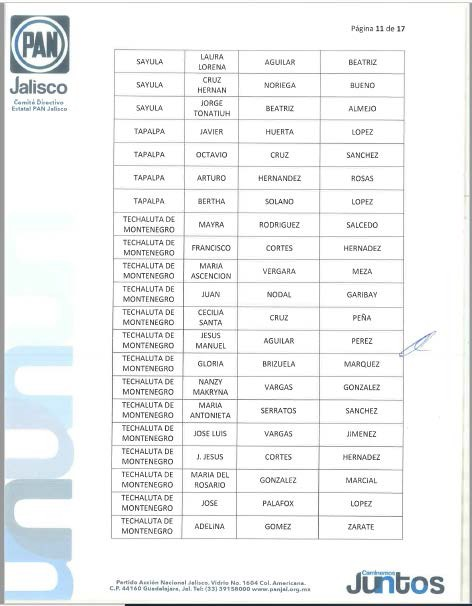 Página 11 de 17
PAN
Jalisco
Comité Directivo
Estatal PAN Jalisco
SAYULA LAURA LORENA AGUILAR BEATRIZ
SAYULA CRUZ HERNAN NORIEGA BUENO
SAYULA JORGE TONATIUH BEATRIZ ALMEJO
TAPALPA JAVIER HUERTA LOPEZ
TAPALPA OCTAVIO CRUZ SANCHEZ
TAPALPA ARTURO HERNANDEZ ROSAS
TAPALPA BERTHA SOLANO LOPEZ
TECHALUTA DE MONTENEGRO MAYRA RODRIGUEZ SALCEDO
TECHALUTA DE MONTENEGRO FRANCISCO CORTES HERNADEZ
TECHALUTA DE MONTENEGRO MARIA ASCENCION VERGARA MEZA
TECHALUTA DE MONTENEGRO JUAN NODAL GARIBAY
TECHALUTA DE MONTENEGRO CECILIA SANTA CRUZ PEÑA
TECHALUTA DE MONTENEGRO JESUS MANUEL AGUILAR PEREZ
TECHALUTA DE MONTENEGRO GLORIA BRIZUELA MARQUEZ
TECHALUTA DE MONTENEGRO NANZY MAKRYNA VARGAS GONZALEZ
TECHALUTA DE MONTENEGRO MARIA ANTONIETA SERRATOS SANCHEZ
TECHALUTA DE MONTENEGRO JOSE LUIS VARGAS JIMENEZ
TECHALUTA DE MONTENEGRO J. JESUS CORTES HERNADEZ
TECHALUTA DE MONTENEGRO MARIA DEL ROSARIO GONZALEZ MARCIAL
TECHALUTA DE MONTENEGRO JOSE PALAFOX LOPEZ
TECHALUTA DE MONTENEGRO ADELINA GOMEZ ZARATE
Partido Acción Nacional Jalisco, Vidrio No. 1604 Col. Americana.
C.P. 44160 Guadalajara, Jal. Tel: (33) 39158000 www.panjal.org.mx
Caminemos
Juntos